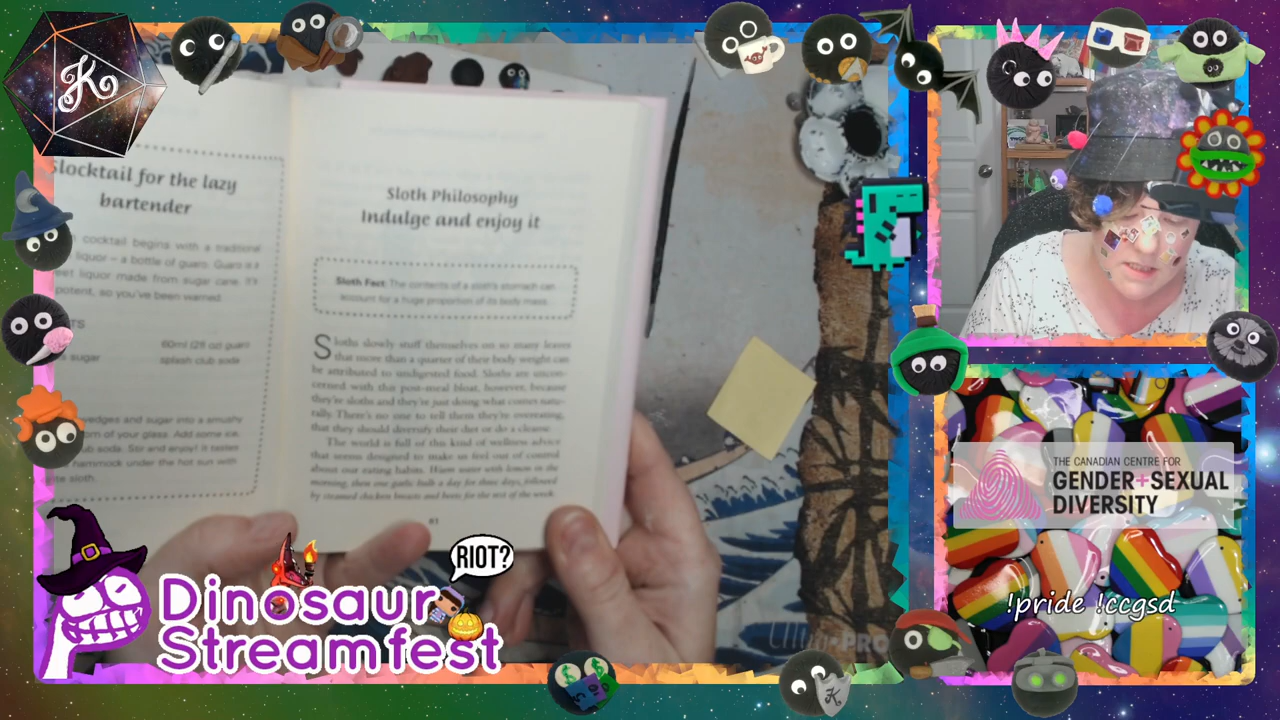 K
Slocktail for the lazy
bartender
cocktail begins with a traditional
liquor – a bottle of guaro. Guaro is a
liquor made from sugar cane. It's
potent, so you've been warned.
60ml (2fl oz) guaro
sugar
splash club soda
wedges and sugar into a
of your glass. Add some ice
soda. Stir and enjoy! It tastes
hammock under the hot sun with
sloth.
Sloth Philosophy
Indulge and enjoy it
Sloth Fact: The contents of a sloth's stomach can
account for a huge proportion of its body mass.
Sloths slowly stuff themselves on so many leaves
that more than a quarter of their body weight can
be attributed to undigested food. Sloths are uncon-
cerned with this post-meal bloat, however, because
they're sloths and they're just doing what comes natu-
rally. There's no one to tell them they're overeating,
that they should diversify their diet or do a cleanse.
The world is full of this kind of wellness advice
that seems designed to make us feel out of control
about our eating habits. Warm water with lemon in the
morning, then one garlic bulb a day for three days, followed
by steamed chicken breasts and beets for the rest of the week.
81
RIOT?
Dinosaur
Streamfest
PRO
THE CANADIAN CENTRE FOR
GENDER+SEXUAL
DIVERSITY
!pride !ccgsd